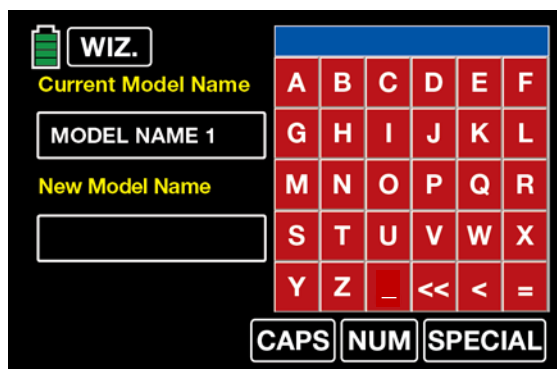 WIZ.
Current Model Name
MODEL NAME 1
New Model Name
A B C D E F
G H I J K L
M N O P Q R
S T U V W X
Y Z _ << < =
CAPS NUM SPECIAL